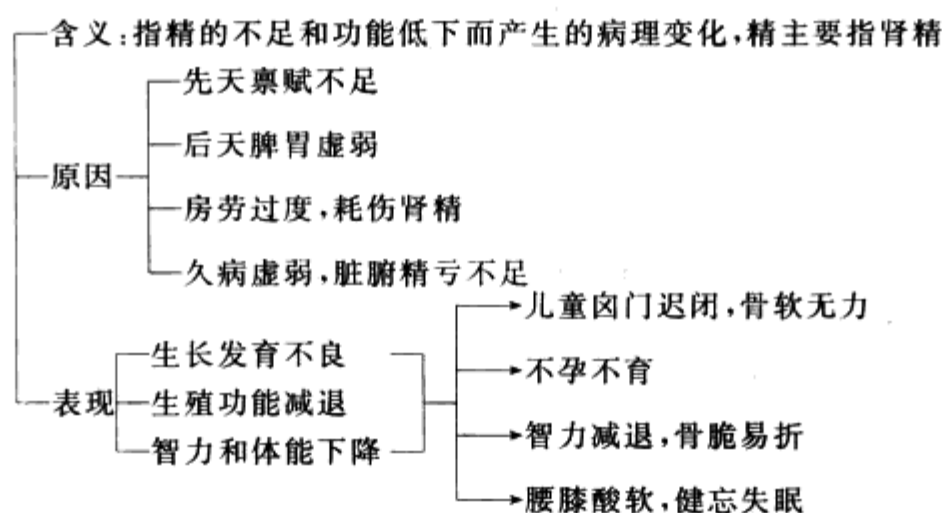 含义:指精的不足和功能低下而产生的病理变化,精主要指肾精
原因
先天禀赋不足
后天脾胃虚弱
房劳过度,耗伤肾精
久病虚弱,脏腑精亏不足
表现
生长发育不良
生殖功能减退
智力和体能下降
儿童囟门迟闭,骨软无力
不孕不育
智力减退,骨脆易折
腰膝酸软,健忘失眠